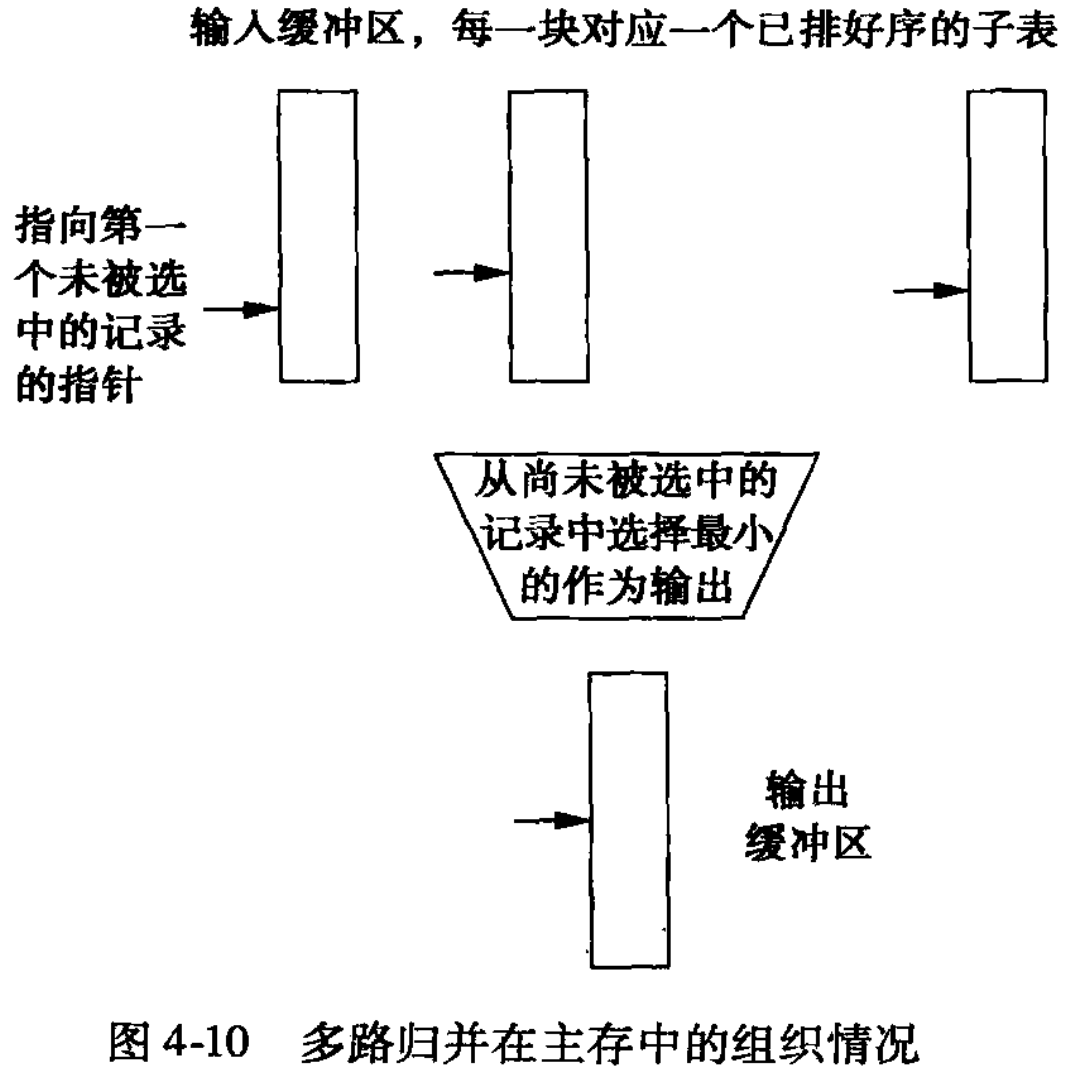 输入缓冲区，每一块对应一个已排好序的子表
指向第一
个未被选
中的记录
的指针
从尚未被选中的
记录中选择最小
的作为输出
输出
缓冲区
图 4-10 多路归并在主存中的组织情况